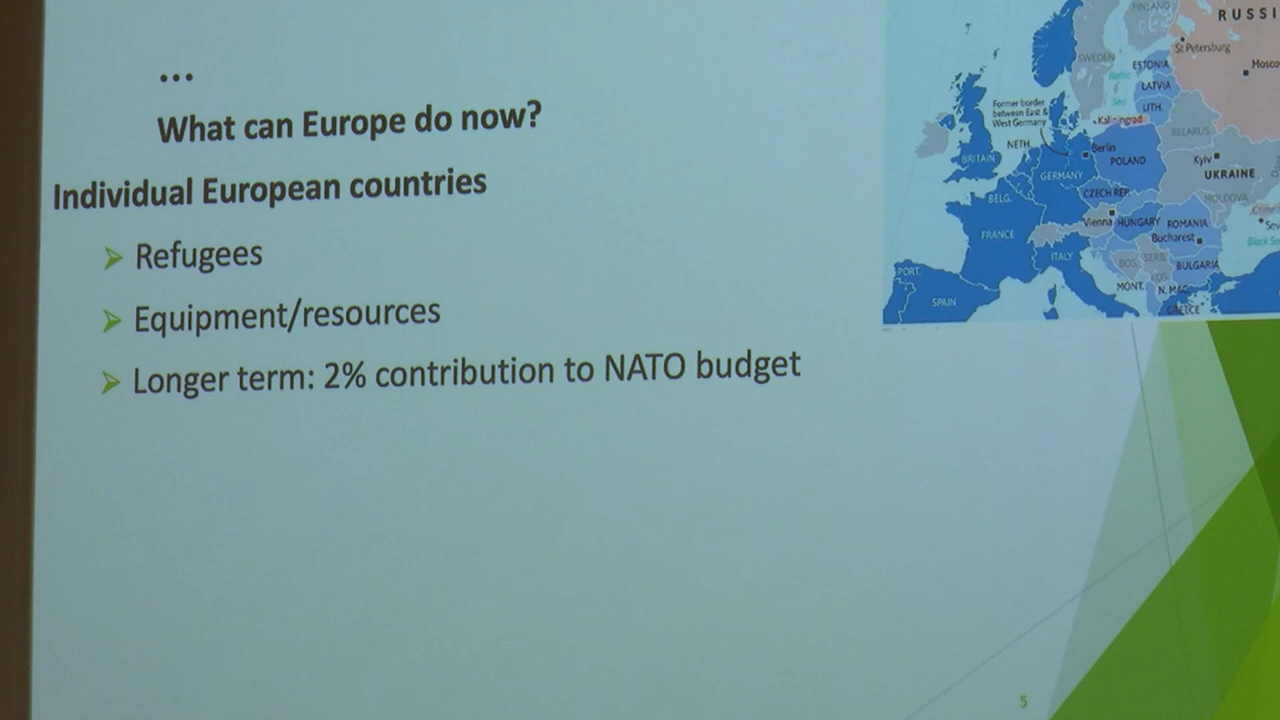 ...
What can Europe do now?
Individual European countries
Refugees
Equipment/resources
Longer term: 2% contribution to NATO budget
RUSSI
FINLAND
St Petersburg
SWEDEN
Mosco
ESTONIA
Baltic
Sea
LATVIA
LITH.
Former border
between East &
West Germany
Kaliningrad
BELARUS
NETH.
Berlin
BRITAIN
POLAND
Kyiv
GERMANY
UKRAINE
CZECH REP.
BELG.
MOLDOVA
Vienna
HUNGARY
ROMANIA
Crimea
Sev
FRANCE
Bucharest
Black Se
ITALY
BOS.
SERB.
BULGARIA
PORT.
KOS.
MONT.
N. MAC.
SPAIN
GREECE
5